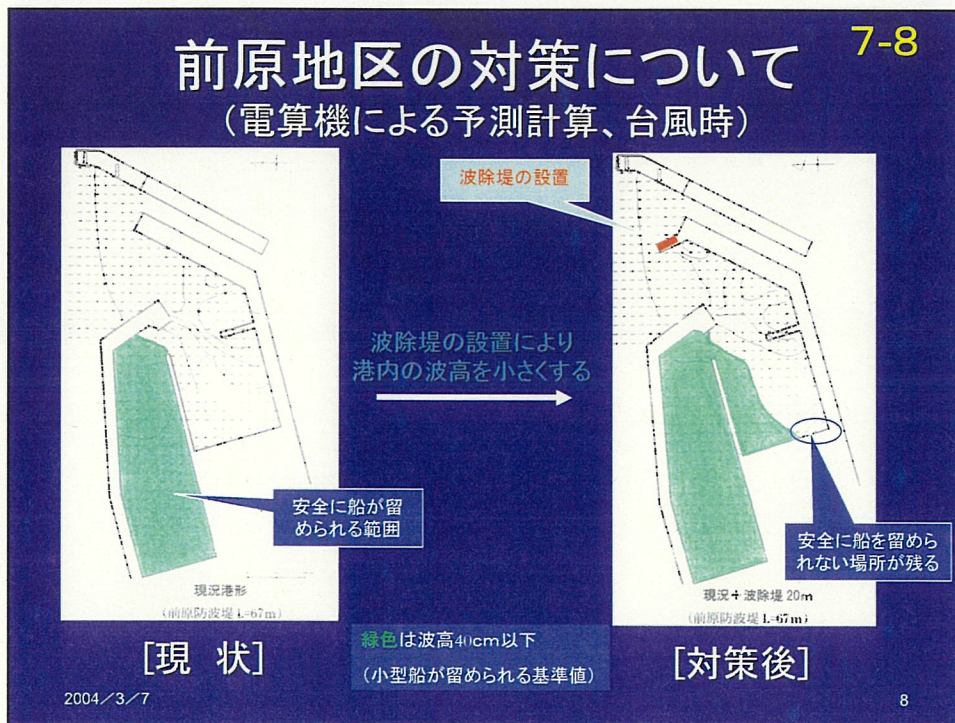 7-8
前原地区の対策について
（電算機による予測計算、台風時）
波除堤の設置
波除堤の設置により
港内の波高を小さくする
安全に船が留
められる範囲
安全に船を留めら
れない場所が残る
現況港形
（前原防波堤 L=67m）
現況＋波除堤 20m
（前原防波堤 L=67m）
［現 状］
緑色は波高40cm以下
（小型船が留められる基準値）
［対策後］
2004／3／7
8